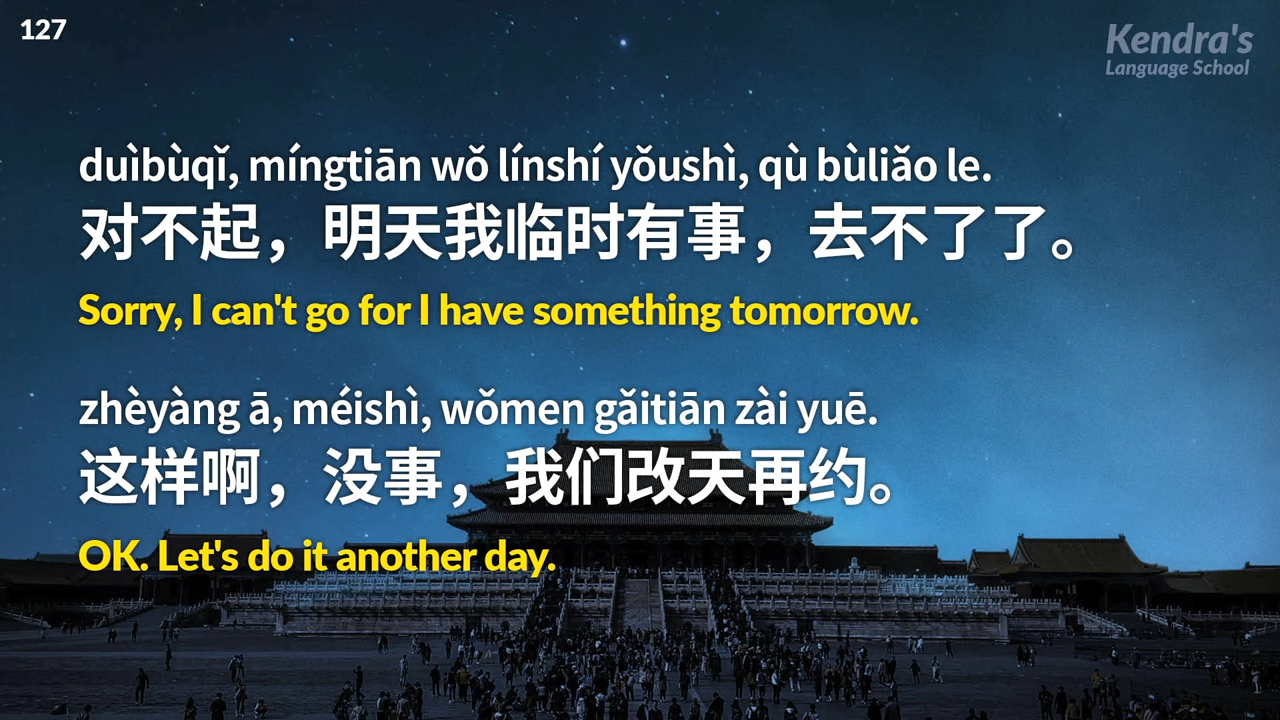 127
Kendra's
Language School
duìbùqǐ, míngtiān wǒ línshí yǒushì, qù bùliǎo le.
对不起，明天我临时有事，去不了了。
Sorry, I can't go for I have something tomorrow.
zhèyàng ā, méishì, wǒmen gǎitiān zài yuē.
这样啊，没事，我们改天再约。
OK. Let's do it another day.